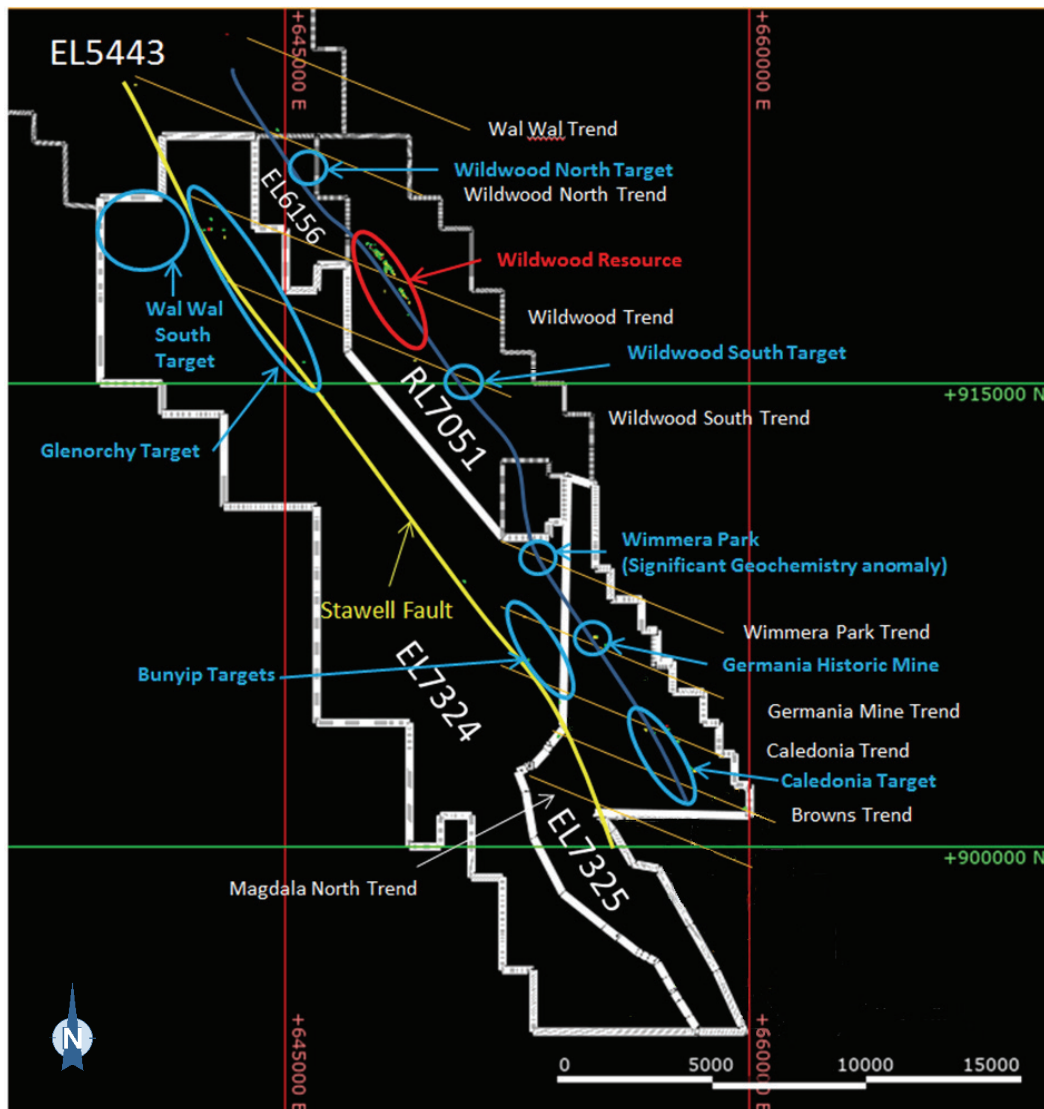 EL5443
+645000 E
+660000 E
Wal Wal Trend
Wildwood North Target
Wildwood North Trend
EL6156
Wildwood Resource
Wal Wal
South
Target
Wildwood Trend
Wildwood South Target
RL7051
+915000 N
Wildwood South Trend
Glenorchy Target
Wimmera Park
(Significant Geochemistry anomaly)
Stawell Fault
Wimmera Park Trend
Germania Historic Mine
Bunyip Targets
EL7324
Germania Mine Trend
Caledonia Trend
Caledonia Target
Browns Trend
EL7325
+900000 N
Magdala North Trend
N
+645000 E
+660000 E
0 5000 10000 15000